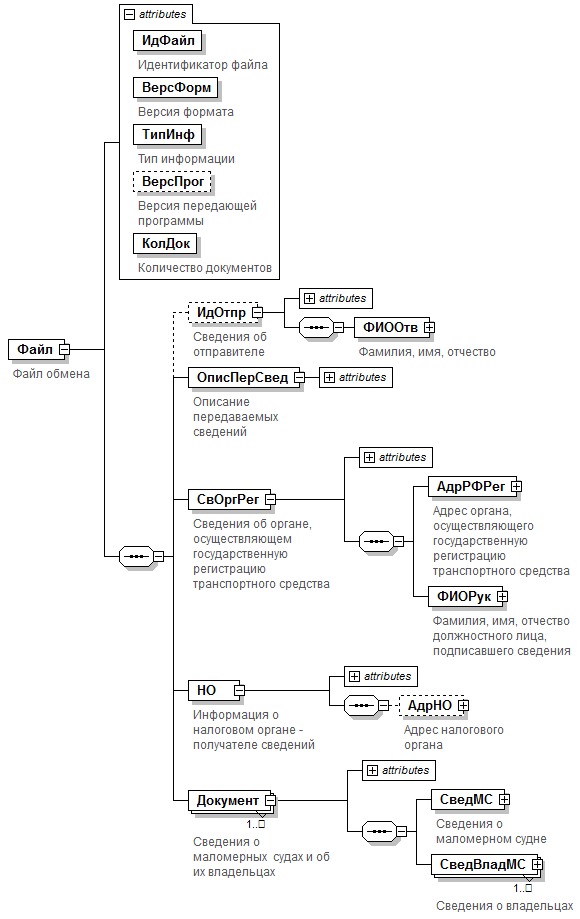 attributes
ИдФайл
Идентификатор файла
ВерсФорм
Версия формата
ТипИнф
Тип информации
ВерсПрог
Версия передающей
программы
КолДок
Количество документов
Файл
Файл обмена
ИдОтпр
Сведения об
отправителе
attributes
ФИООтв
Фамилия, имя, отчество
ОписПерСвед
Описание
передаваемых
сведений
attributes
СвОргРег
Сведения об органе,
осуществляющем
государственную
регистрацию
транспортного средства
attributes
АдрРФРег
Адрес органа,
осуществляющего
государственную
регистрацию
транспортного средства
ФИОРук
Фамилия, имя, отчество
должностного лица,
подписавшего сведения
НО
Информация о
налоговом органе -
получателе сведений
attributes
АдрНО
Адрес налогового
органа
Документ
1..
Сведения о
маломерных судах и об
их владельцах
attributes
СведМС
Сведения о
маломерном судне
СведВладМС
1..
Сведения о владельцах